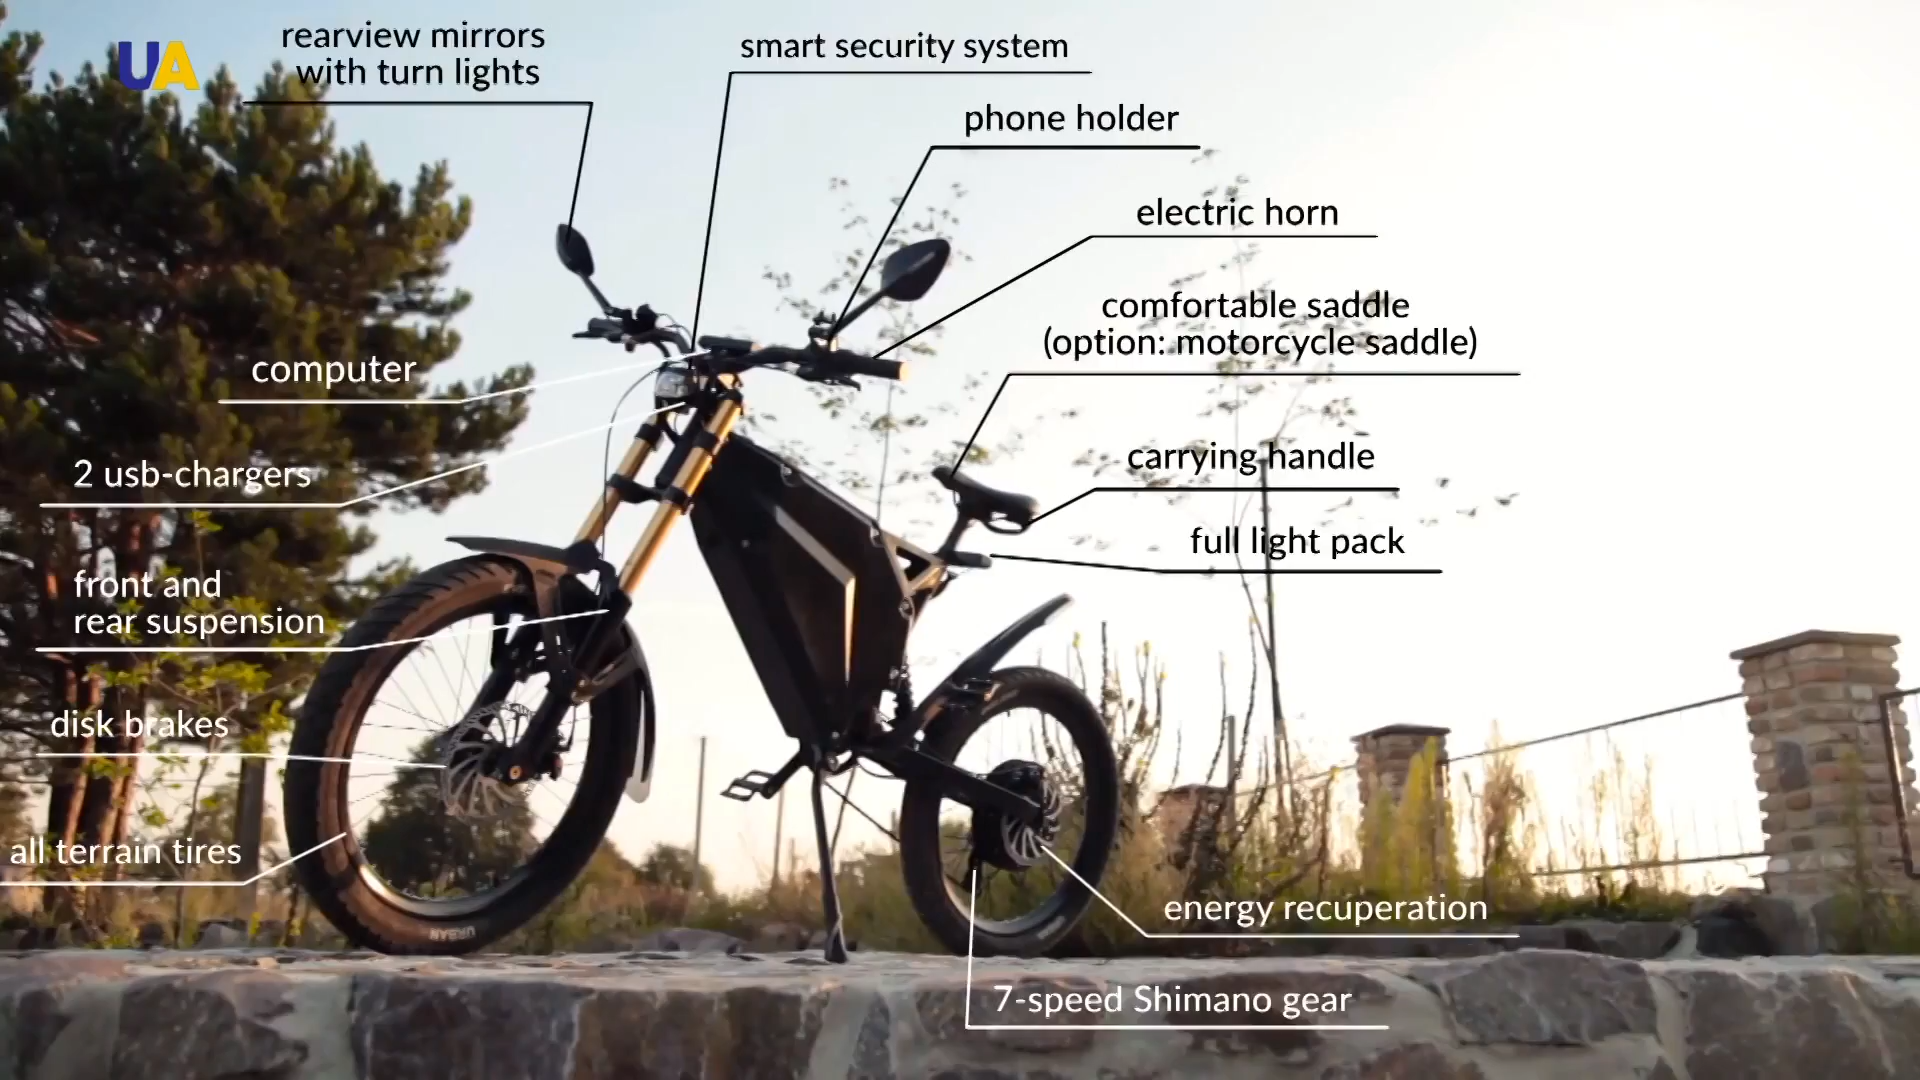 UA
rearview mirrors
with turn lights
smart security system
phone holder
electric horn
comfortable saddle
(option: motorcycle saddle)
computer
carrying handle
2 usb-chargers
full light pack
front and
rear suspension
disk brakes
all terrain tires
energy recuperation
7-speed Shimano gear
URBAN